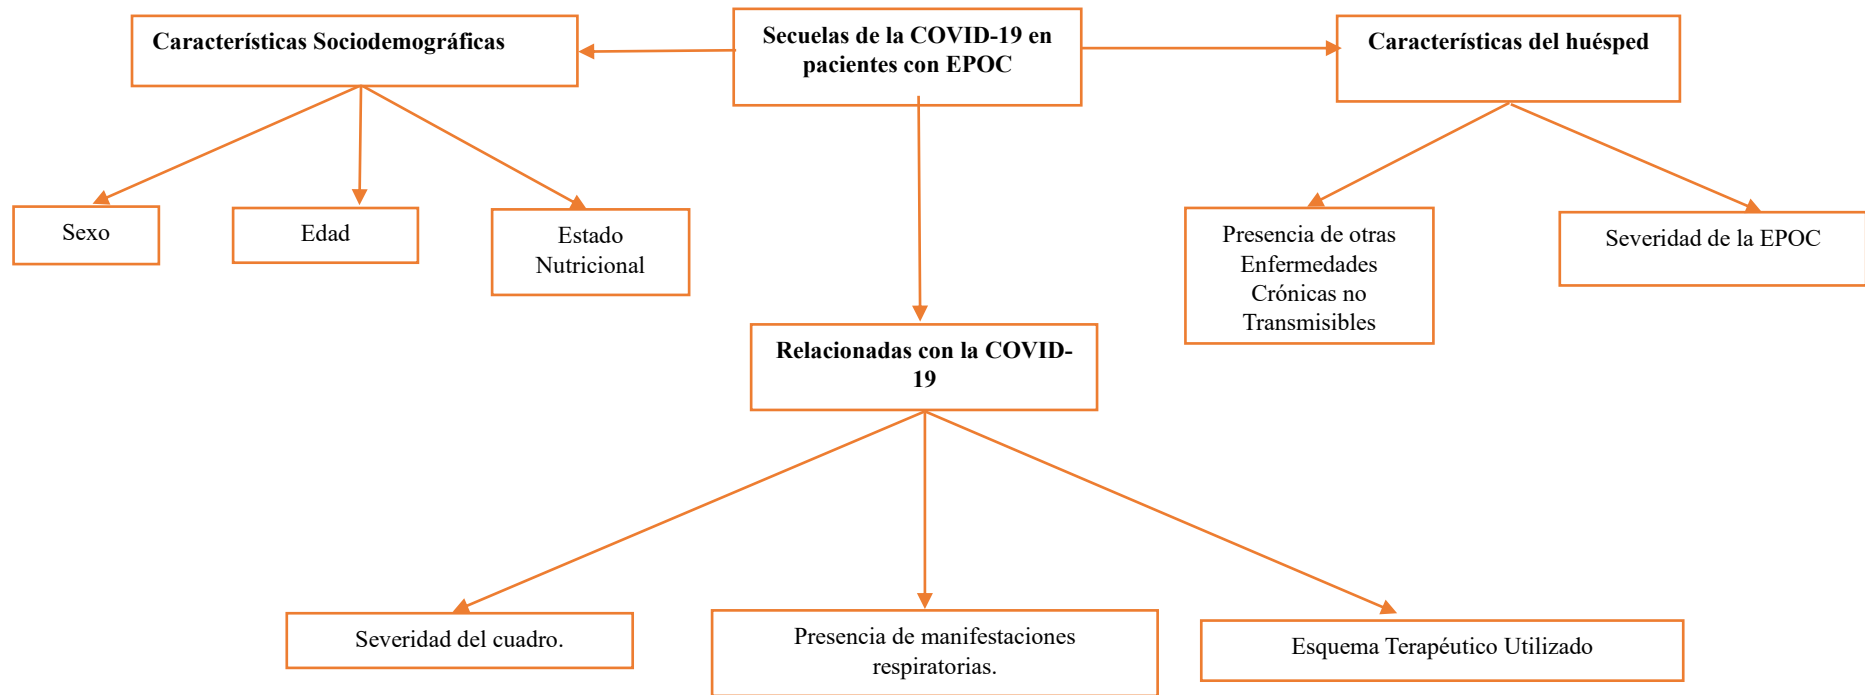 Características Sociodemográficas
Secuelas de la COVID-19 en
pacientes con EPOC
Características del huésped
Sexo
Edad
Estado
Nutricional
Presencia de otras
Enfermedades
Crónicas no
Transmisibles
Severidad de la EPOC
Relacionadas con la COVID-
19
Severidad del cuadro.
Presencia de manifestaciones
respiratorias.
Esquema Terapéutico Utilizado